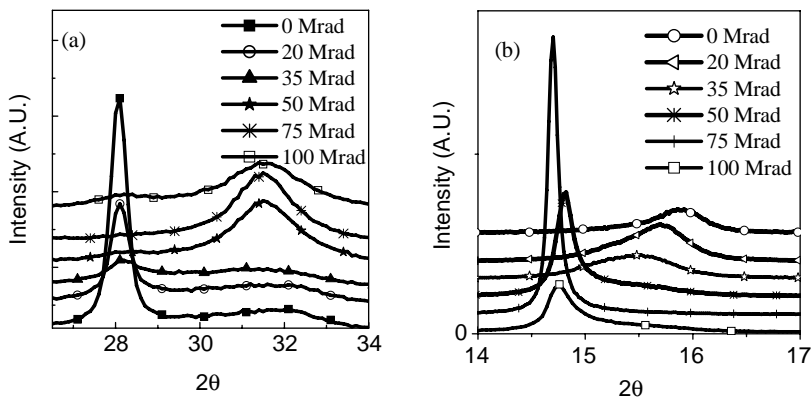 (a)
0 Mrad
20 Mrad
35 Mrad
50 Mrad
75 Mrad
100 Mrad
Intensity (A.U.)
28 30 32 34
2θ
(b)
0 Mrad
20 Mrad
35 Mrad
50 Mrad
75 Mrad
100 Mrad
Intensity (A.U.)
0
14 15 16 17
2θ